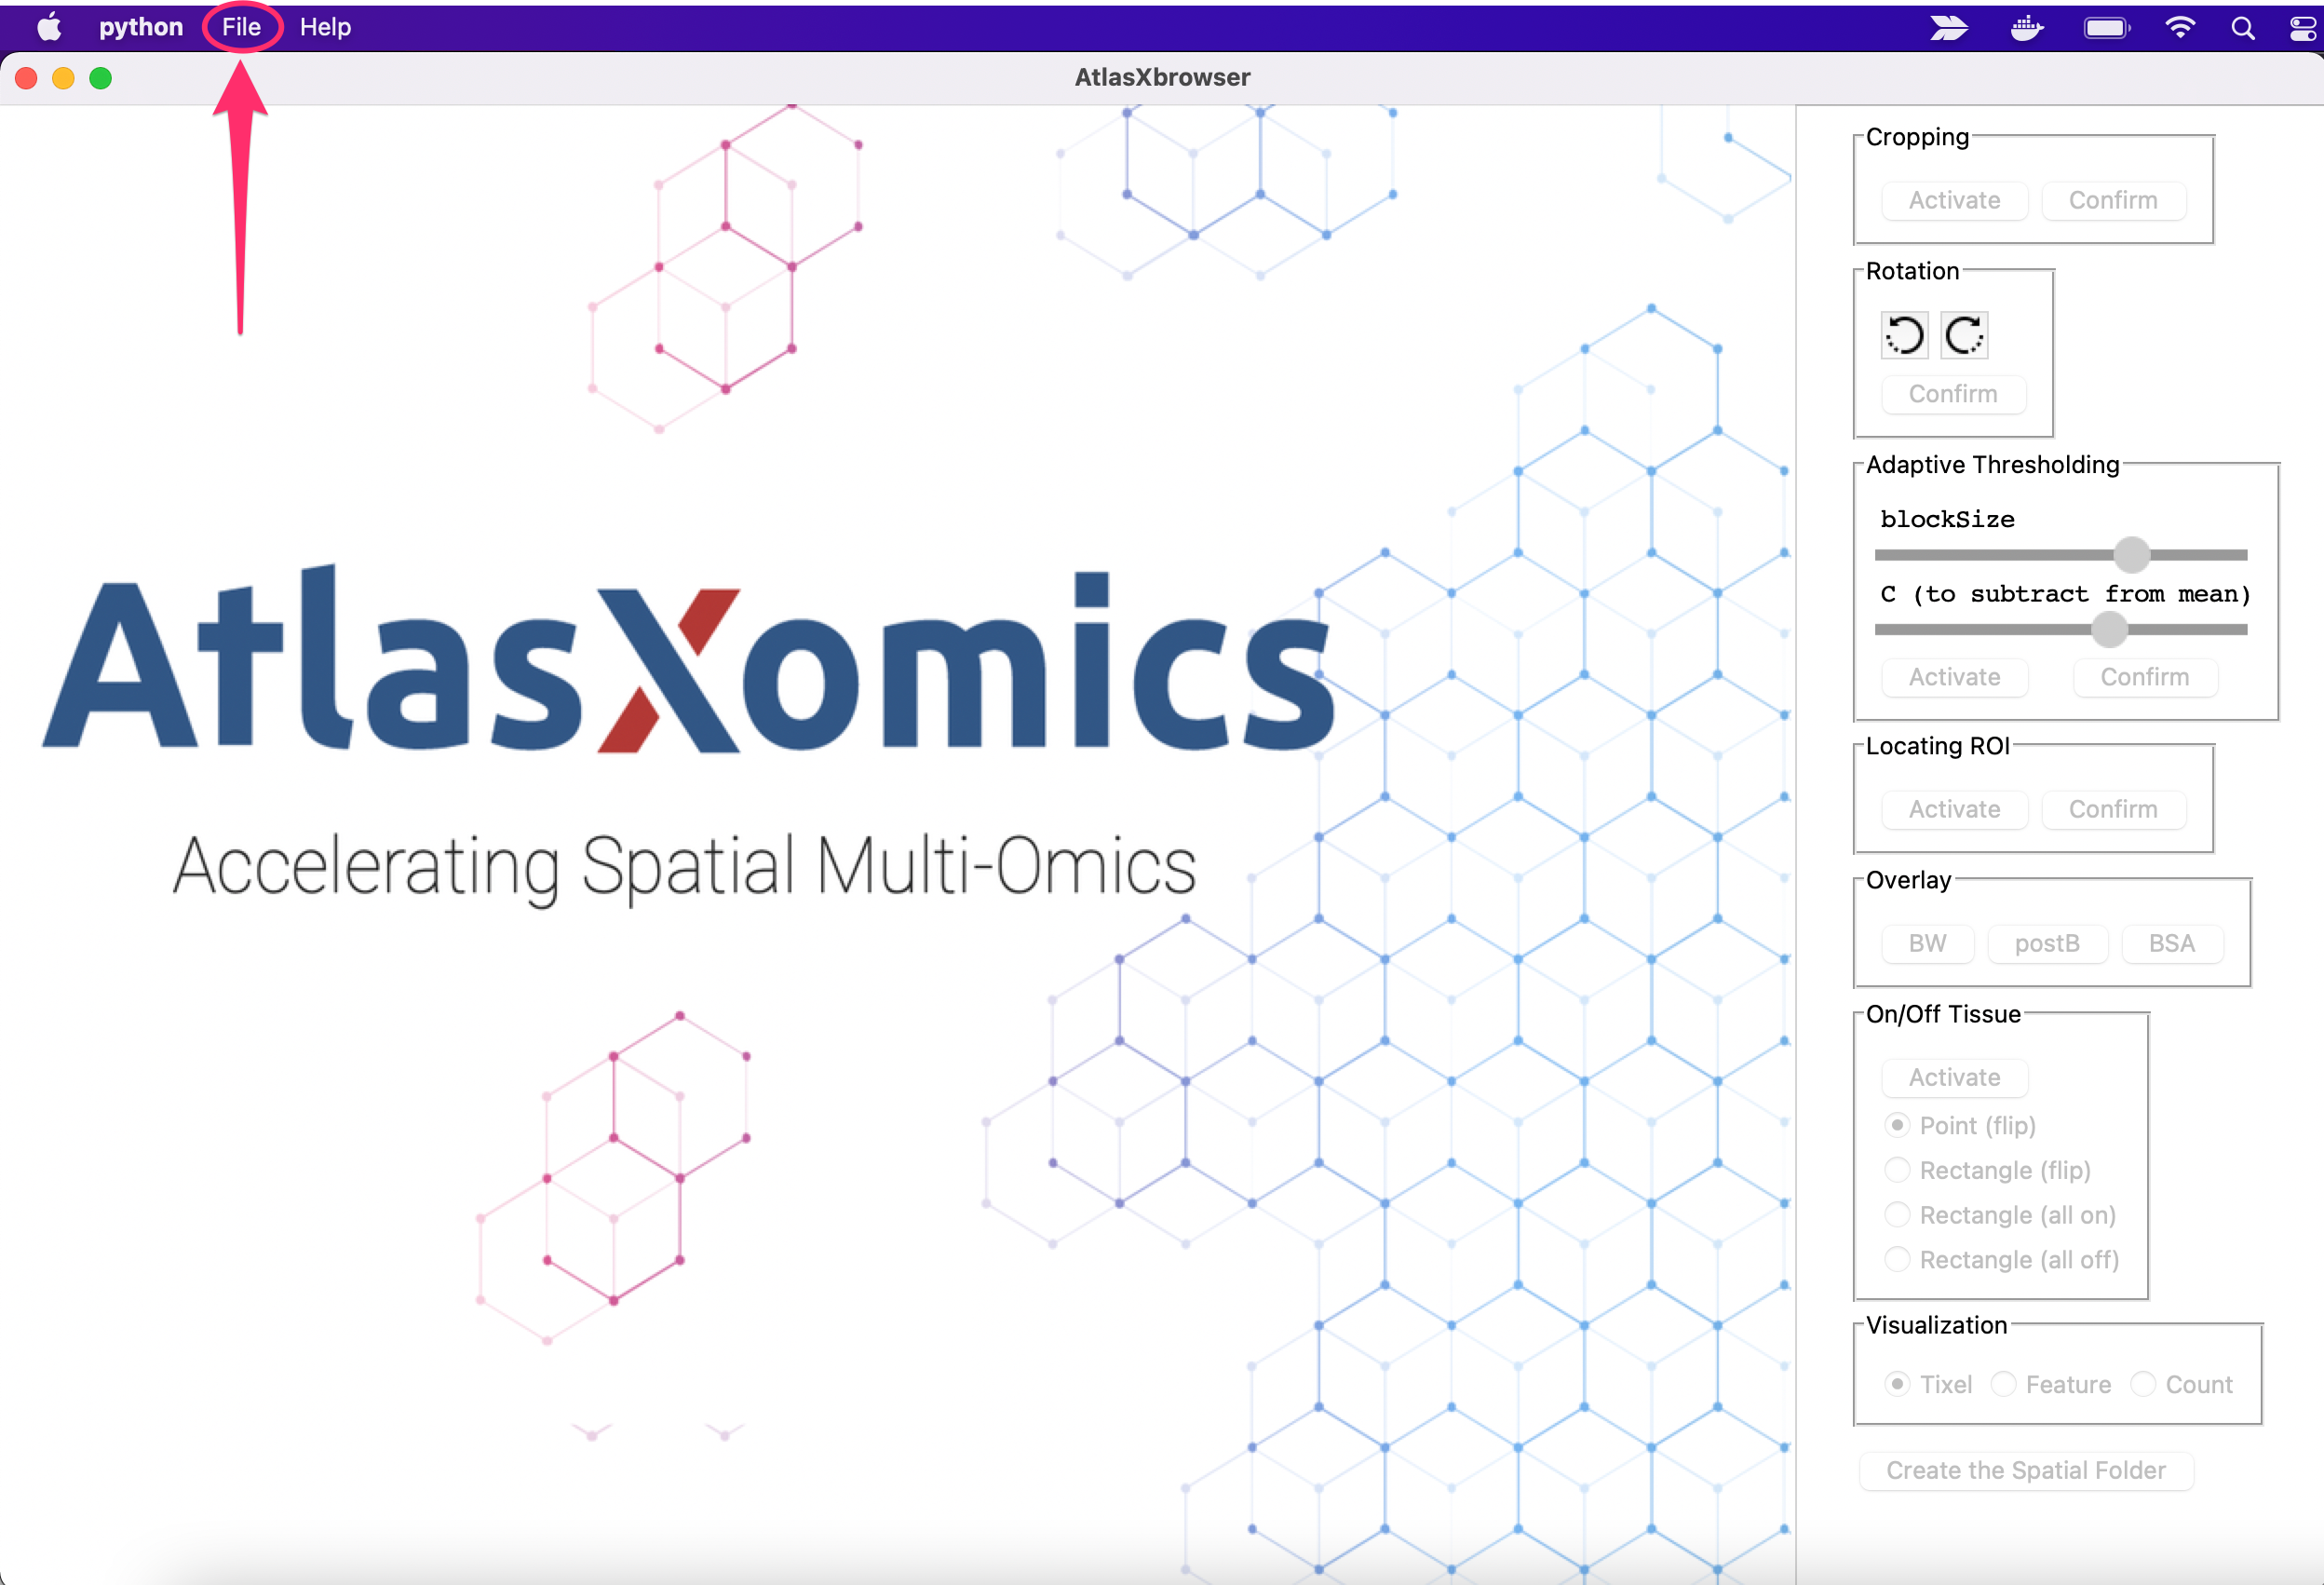 python File Help
AtlasXbrowser
AtlasXomics
Accelerating Spatial Multi-Omics
Cropping
Activate Confirm
Rotation
Confirm
Adaptive Thresholding
blockSize
C (to subtract from mean)
Activate Confirm
Locating ROI
Activate Confirm
Overlay
BW postB BSA
On/Off Tissue
Activate
Point (flip)
Rectangle (flip)
Rectangle (all on)
Rectangle (all off)
Visualization
Tixel Feature Count
Create the Spatial Folder